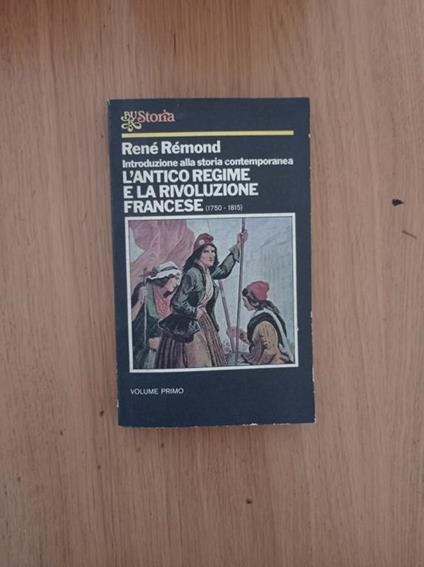 BUR Storia
René Rémond
Introduzione alla storia contemporanea
L'ANTICO REGIME
E LA RIVOLUZIONE
FRANCESE (1750 - 1815)
VOLUME PRIMO